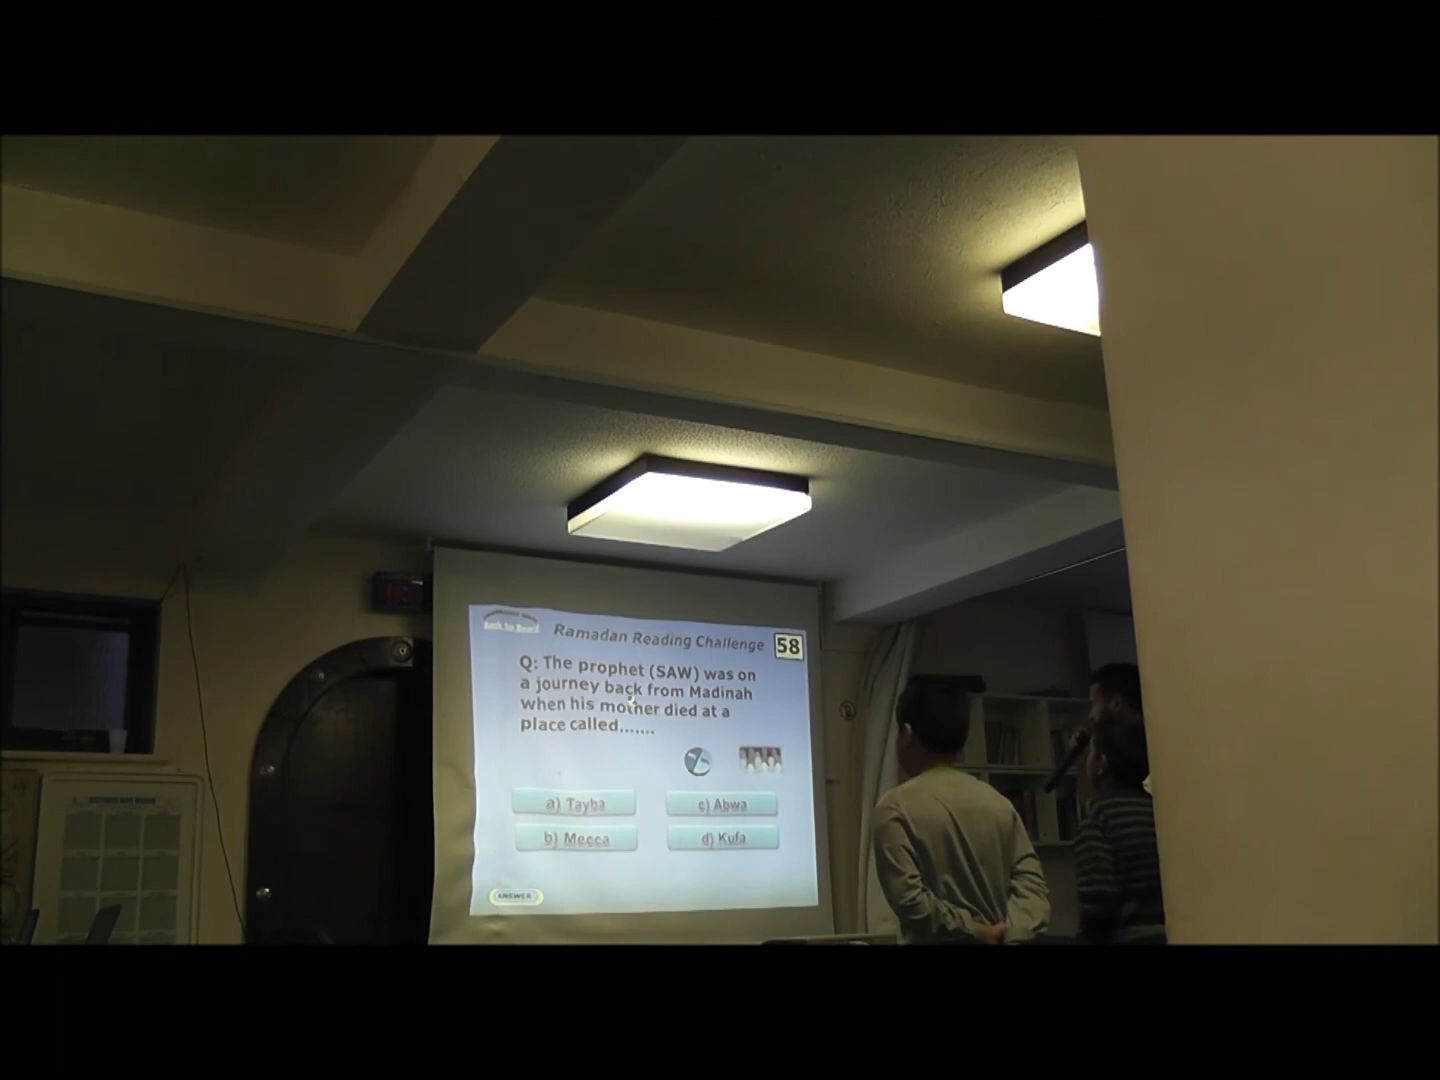 Back to Board
Ramadan Reading Challenge
58
Q: The prophet (SAW) was on
a journey back from Madinah
when his mother died at a
place called.......
a) Tayba
c) Abwa
b) Mecca
d) Kufa
ANSWER